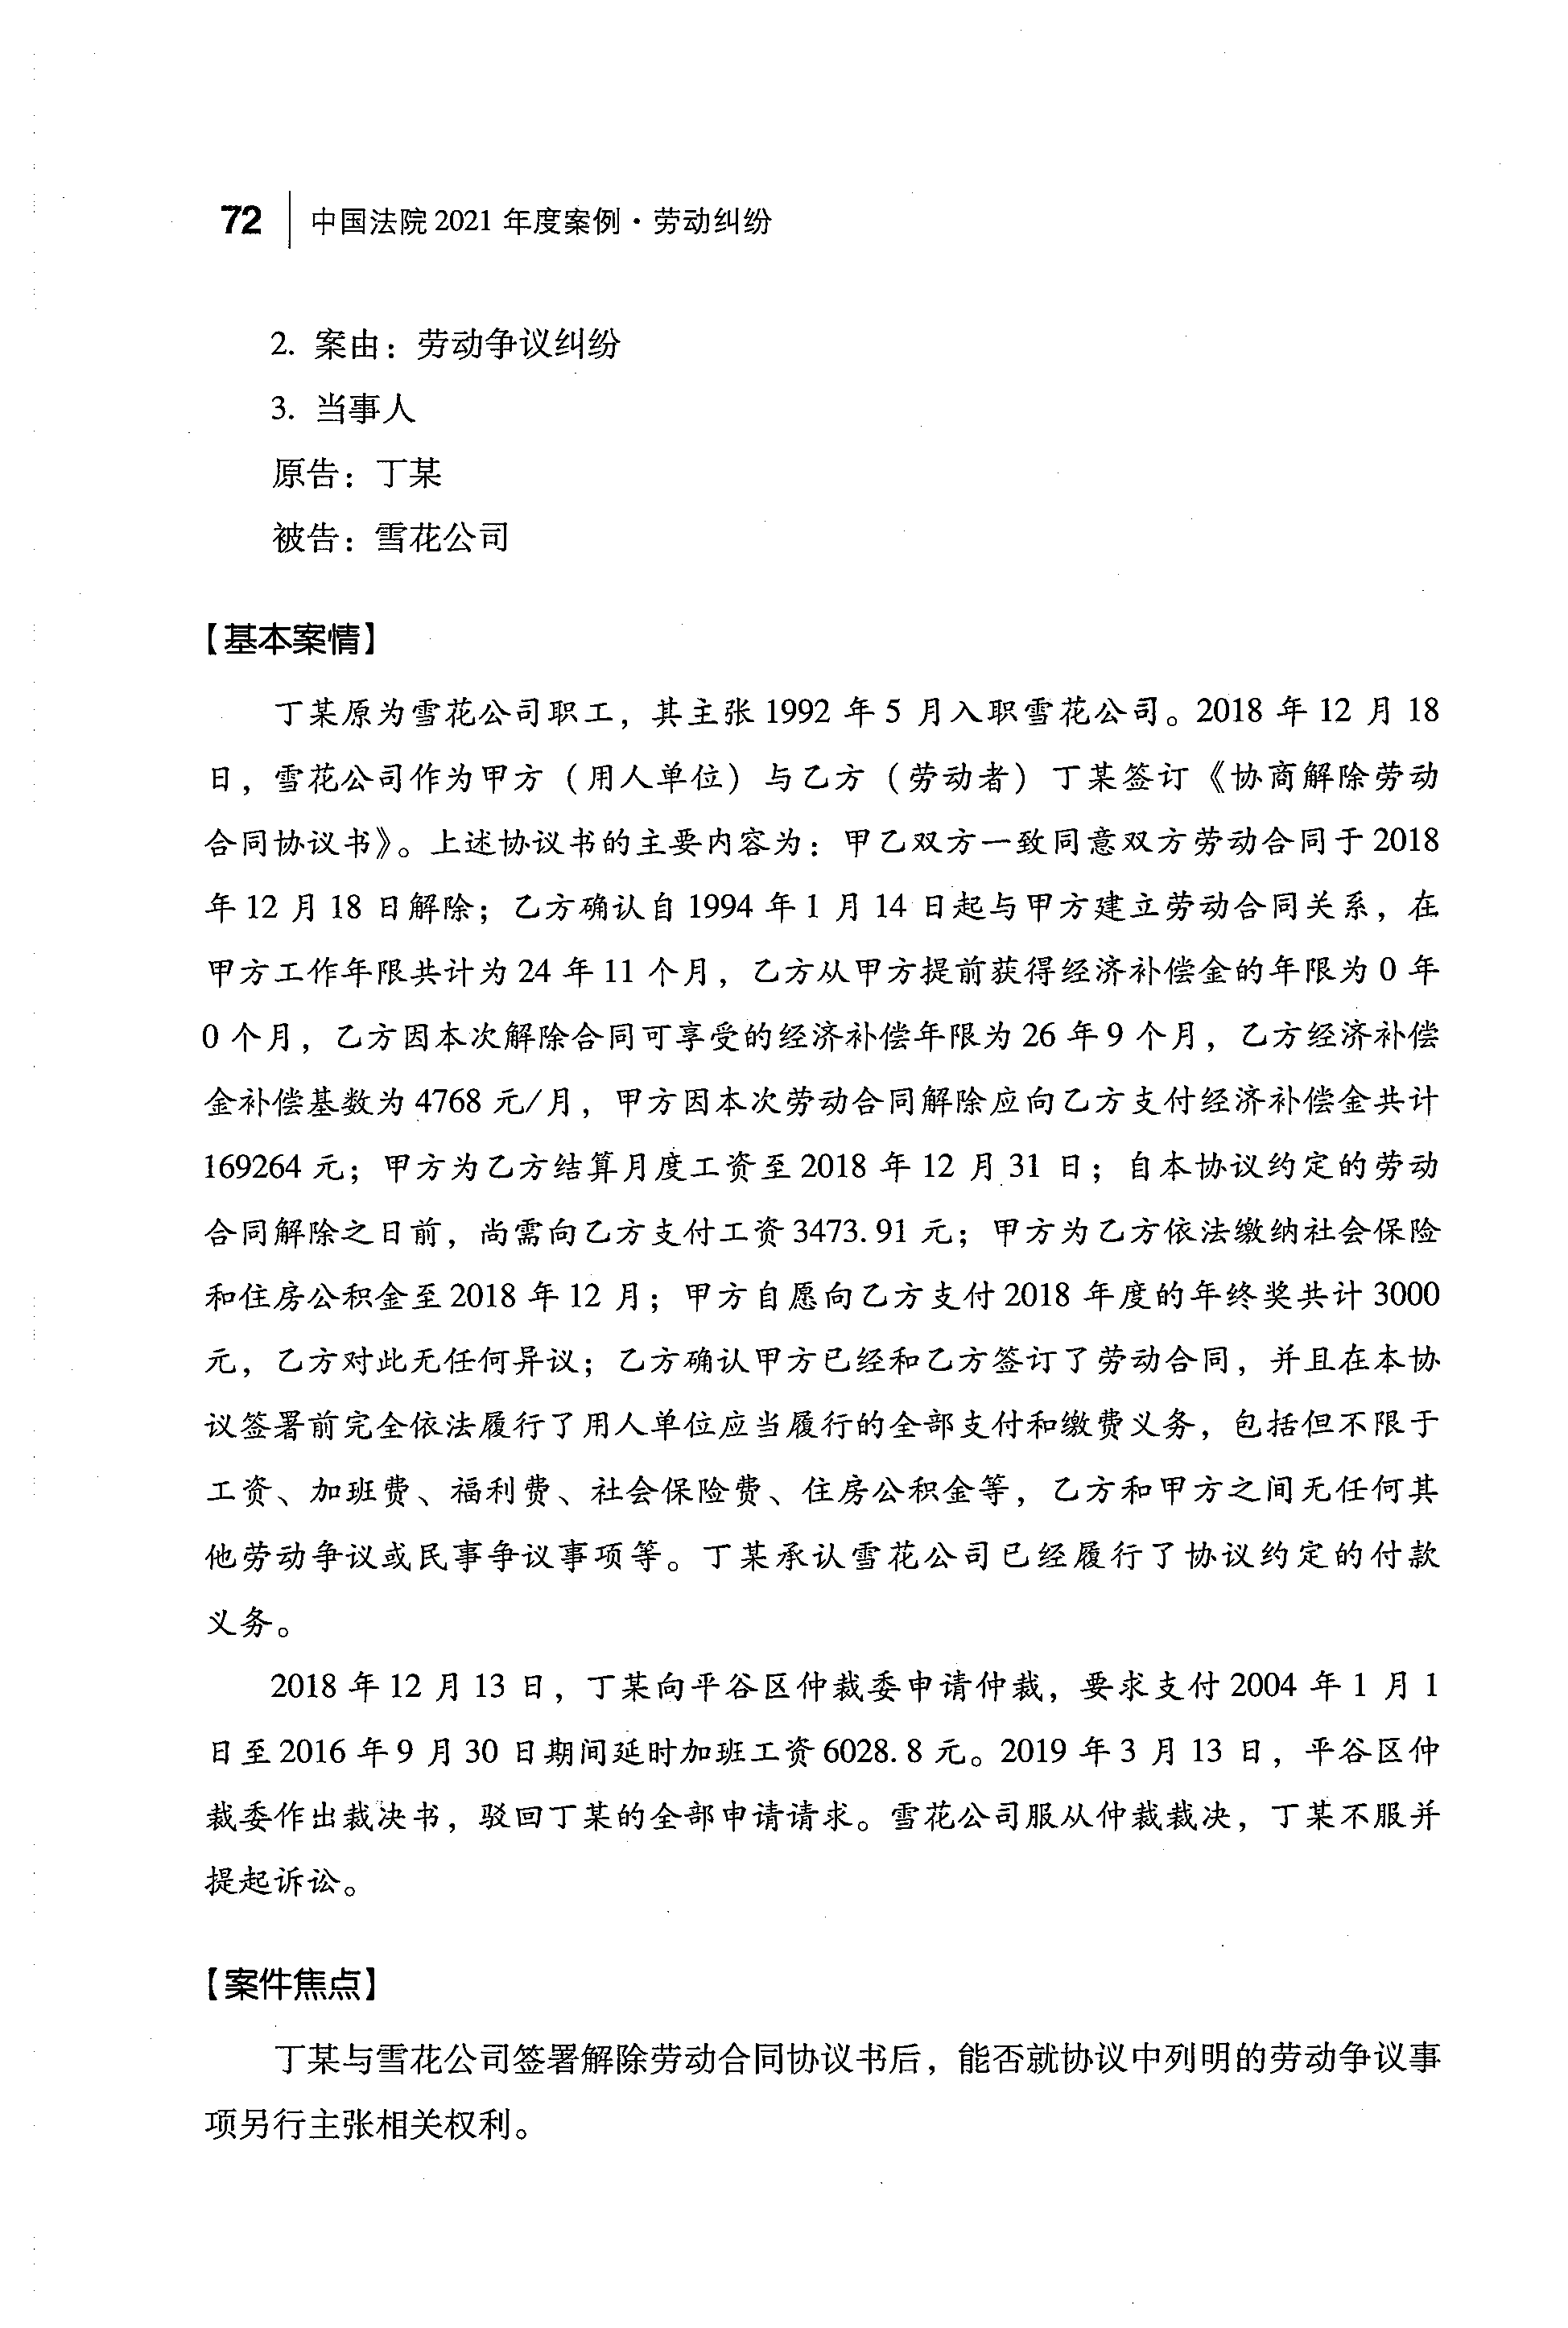 72 中国法院2021年度案例·劳动纠纷
2. 案由：劳动争议纠纷
3. 当事人
原告：丁某
被告：雪花公司
【基本案情】
丁某原为雪花公司职工，其主张1992年5月入职雪花公司。2018年12月18
日，雪花公司作为甲方（用人单位）与乙方（劳动者）丁某签订《协商解除劳动
合同协议书》。上述协议书的主要内容为：甲乙双方一致同意双方劳动合同于2018
年12月18日解除；乙方确认自1994年1月14日起与甲方建立劳动合同关系，在
甲方工作年限共计为24年11个月，乙方从甲方提前获得经济补偿金的年限为0年
0个月，乙方因本次解除合同可享受的经济补偿年限为26年9个月，乙方经济补偿
金补偿基数为4768元/月，甲方因本次劳动合同解除应向乙方支付经济补偿金共计
169264元；甲方为乙方结算月度工资至2018年12月31日；自本协议约定的劳动
合同解除之日前，尚需向乙方支付工资3473.91元；甲方为乙方依法缴纳社会保险
和住房公积金至2018年12月；甲方自愿向乙方支付2018年度的年终奖共计3000
元，乙方对此无任何异议；乙方确认甲方已经和乙方签订了劳动合同，并且在本协
议签署前完全依法履行了用人单位应当履行的全部支付和缴费义务，包括但不限于
工资、加班费、福利费、社会保险费、住房公积金等，乙方和甲方之间无任何其
他劳动争议或民事争议事项等。丁某承认雪花公司已经履行了协议约定的付款
义务。
2018年12月13日，丁某向平谷区仲裁委申请仲裁，要求支付2004年1月1
日至2016年9月30日期间延时加班工资6028.8元。2019年3月13日，平谷区仲
裁委作出裁决书，驳回丁某的全部申请请求。雪花公司服从仲裁裁决，丁某不服并
提起诉讼。
【案件焦点】
丁某与雪花公司签署解除劳动合同协议书后，能否就协议中列明的劳动争议事
项另行主张相关权利。